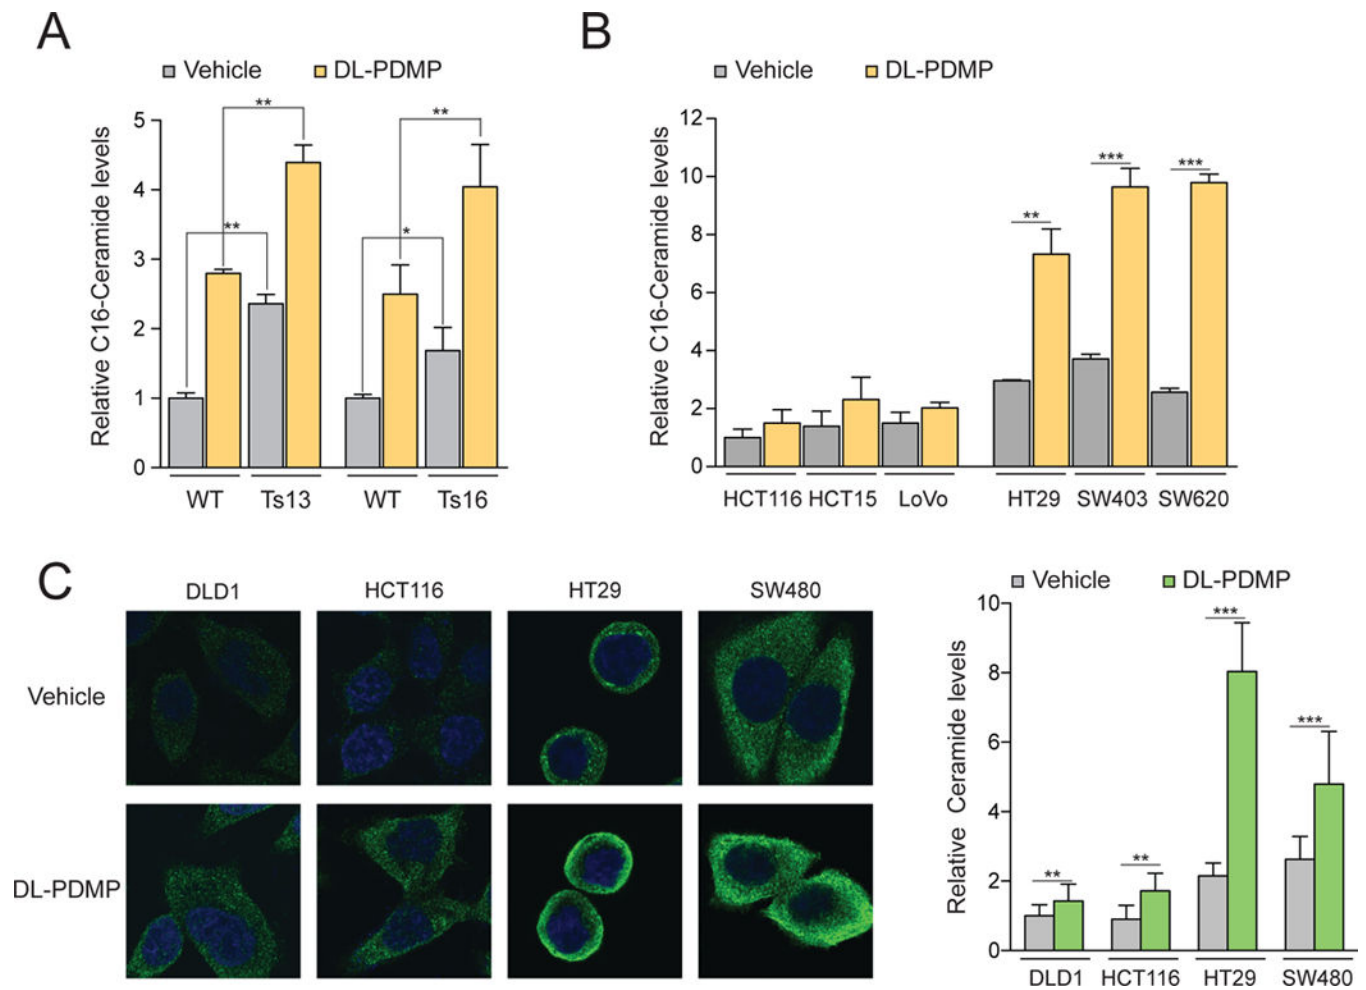 A
Vehicle DL-PDMP
Relative C16-Ceramide levels
5
4
3
2
1
0
** ** * **
WT Ts13 WT Ts16
B
Vehicle DL-PDMP
Relative C16-Ceramide levels
12
10
8
6
4
2
0
** *** ***
HCT116 HCT15 LoVo HT29 SW403 SW620
C
DLD1 HCT116 HT29 SW480
Vehicle
DL-PDMP
Vehicle DL-PDMP
Relative Ceramide levels
10
8
6
4
2
0
** ** *** ***
DLD1 HCT116 HT29 SW480